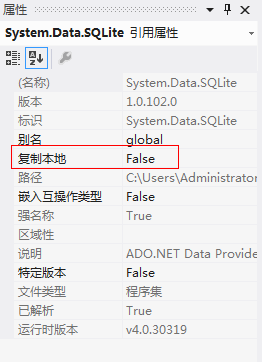 属性
System.Data.SQLite 引用属性
(名称) System.Data.SQLite
版本 1.0.102.0
标识 System.Data.SQLite
别名 global
复制本地 False
路径 C:\Users\Administrator
嵌入互操作类型 False
强名称 True
区域性
说明 ADO.NET Data Provide
特定版本 False
文件类型 程序集
已解析 True
运行时版本 v4.0.30319